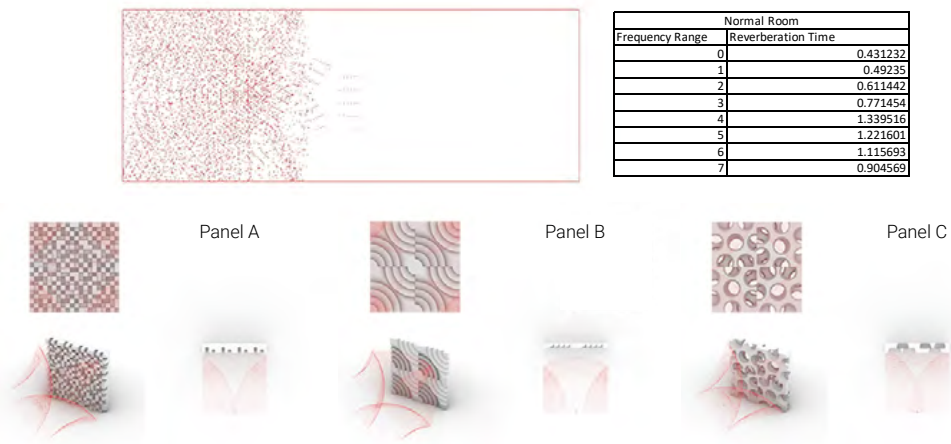 Normal Room
Frequency Range Reverberation Time
0 0.431232
1 0.49235
2 0.611442
3 0.771454
4 1.339516
5 1.221601
6 1.115693
7 0.904569
Panel A Panel B Panel C